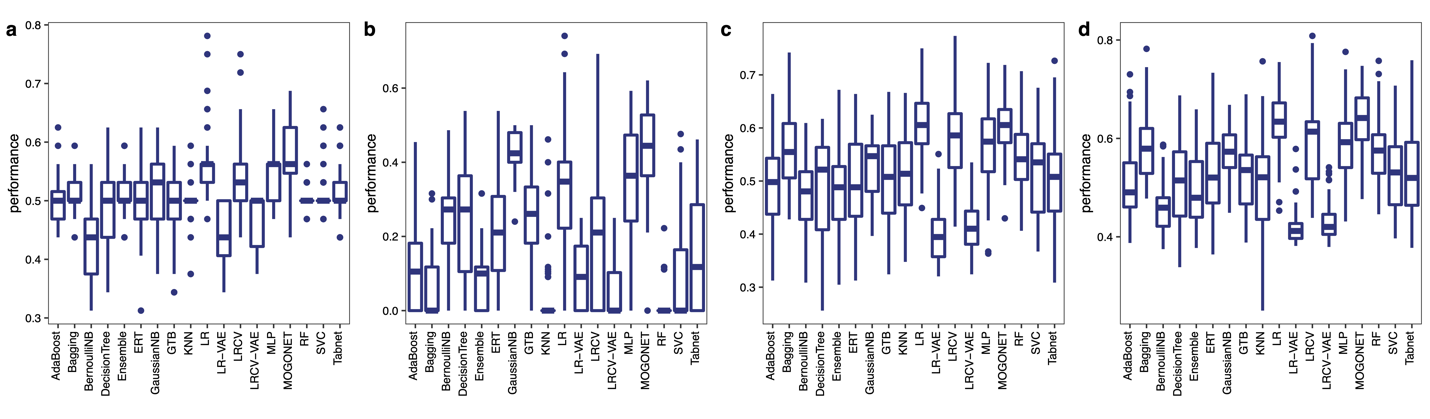 a
0.8
0.7
0.6
0.5
0.4
0.3
performance
AdaBoost
Bagging
BernoulliNB
DecisionTree
Ensemble
ERT
GaussianNB
GTB
KNN
LR
LR-VAE
LRCV
LRCV-VAE
MLP
MOGONET
RF
SVC
Tabnet
b
0.6
0.4
0.2
0.0
performance
AdaBoost
Bagging
BernoulliNB
DecisionTree
Ensemble
ERT
GaussianNB
GTB
KNN
LR
LR-VAE
LRCV
LRCV-VAE
MLP
MOGONET
RF
SVC
Tabnet
c
0.7
0.6
0.5
0.4
0.3
performance
AdaBoost
Bagging
BernoulliNB
DecisionTree
Ensemble
ERT
GaussianNB
GTB
KNN
LR
LR-VAE
LRCV
LRCV-VAE
MLP
MOGONET
RF
SVC
Tabnet
d
0.8
0.6
0.4
performance
AdaBoost
Bagging
BernoulliNB
DecisionTree
Ensemble
ERT
GaussianNB
GTB
KNN
LR
LR-VAE
LRCV
LRCV-VAE
MLP
MOGONET
RF
SVC
Tabnet